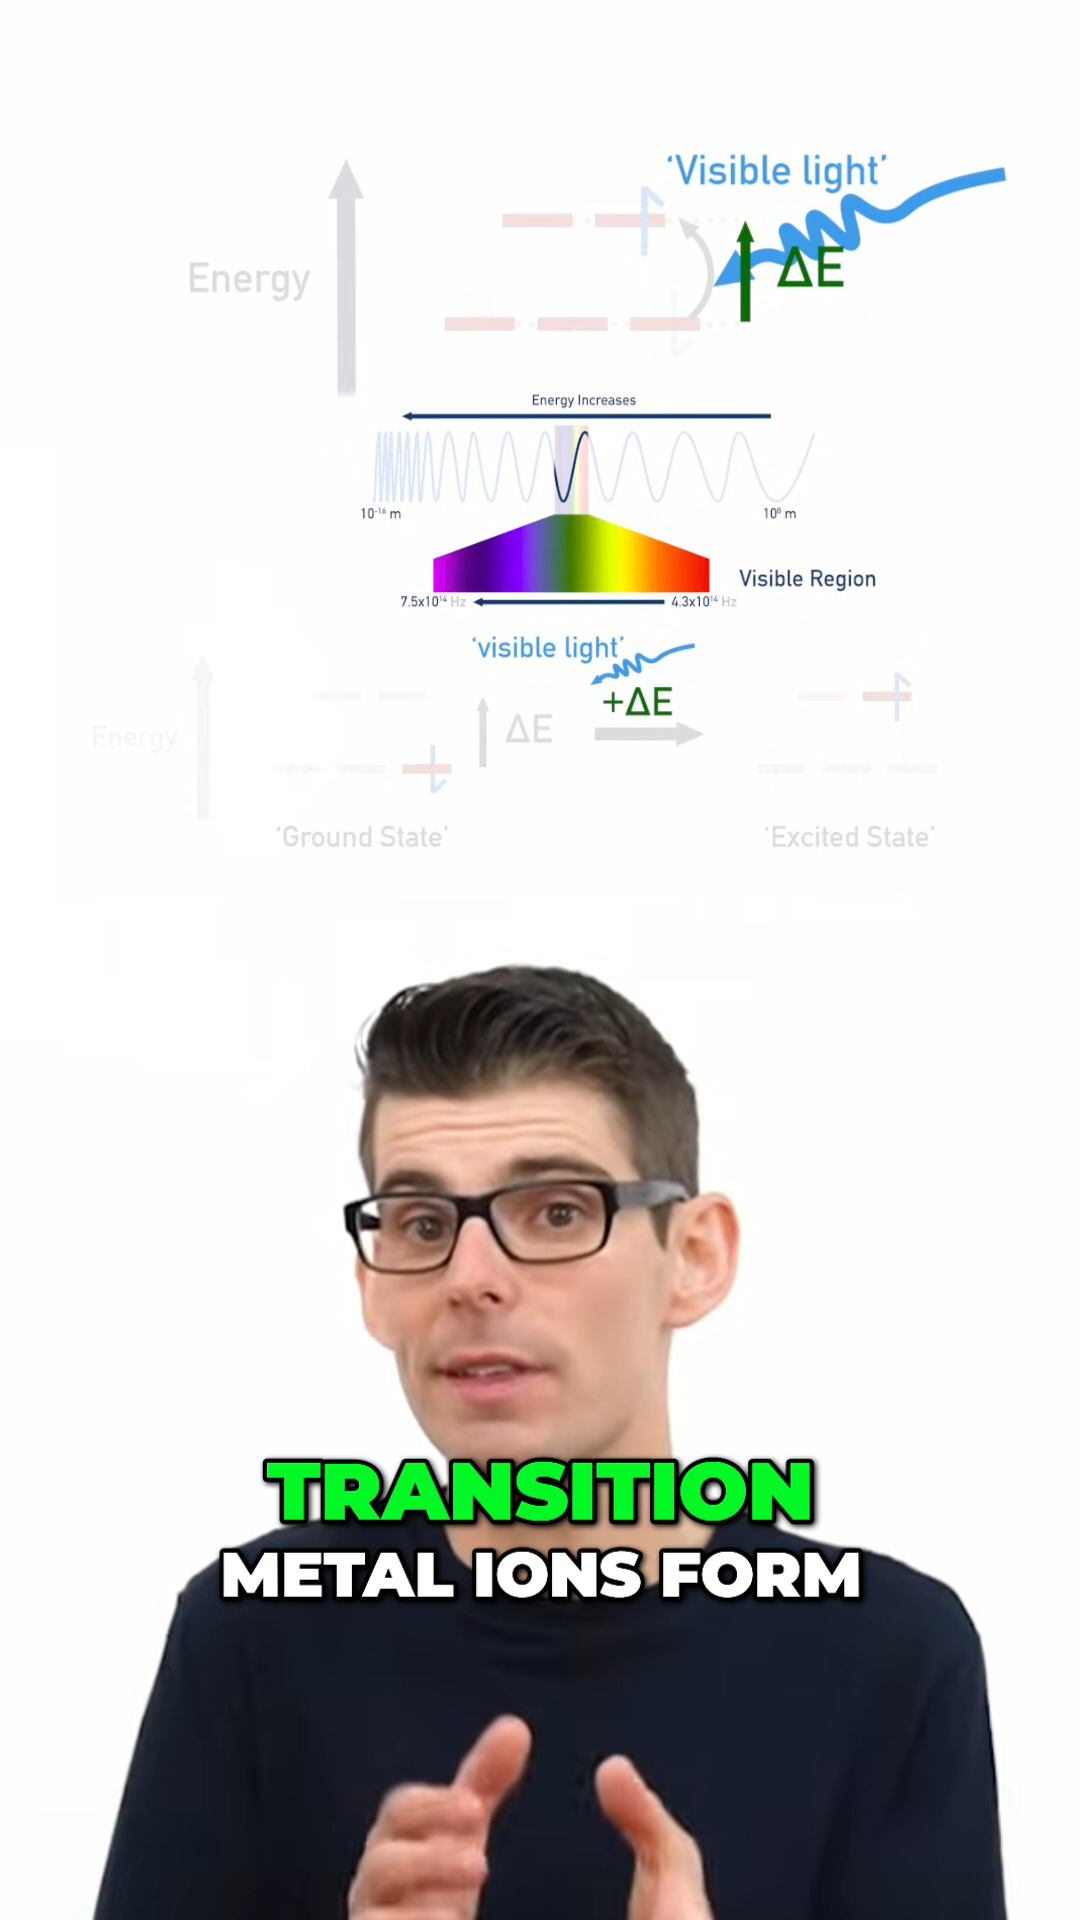 ‘Visible light’
Energy
ΔE
Energy Increases
10⁻¹⁶ m
10⁸ m
Visible Region
7.5x10¹⁴ Hz
4.3x10¹⁴ Hz
‘visible light’
+ΔE
Energy
ΔE
‘Ground State’
‘Excited State’
TRANSITION
METAL IONS FORM